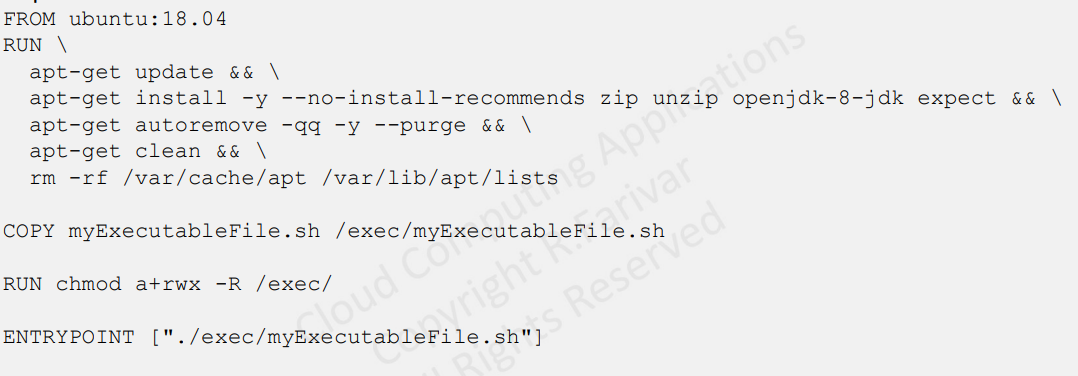 FROM ubuntu:18.04
RUN \
apt-get update && \
apt-get install -y --no-install-recommends zip unzip openjdk-8-jdk expect && \
apt-get autoremove -qq -y --purge && \
apt-get clean && \
rm -rf /var/cache/apt /var/lib/apt/lists
COPY myExecutableFile.sh /exec/myExecutableFile.sh
RUN chmod a+rwx -R /exec/
ENTRYPOINT ["./exec/myExecutableFile.sh"]
Cloud Computing Applications
Copyright R.Farivar
All Rights Reserved